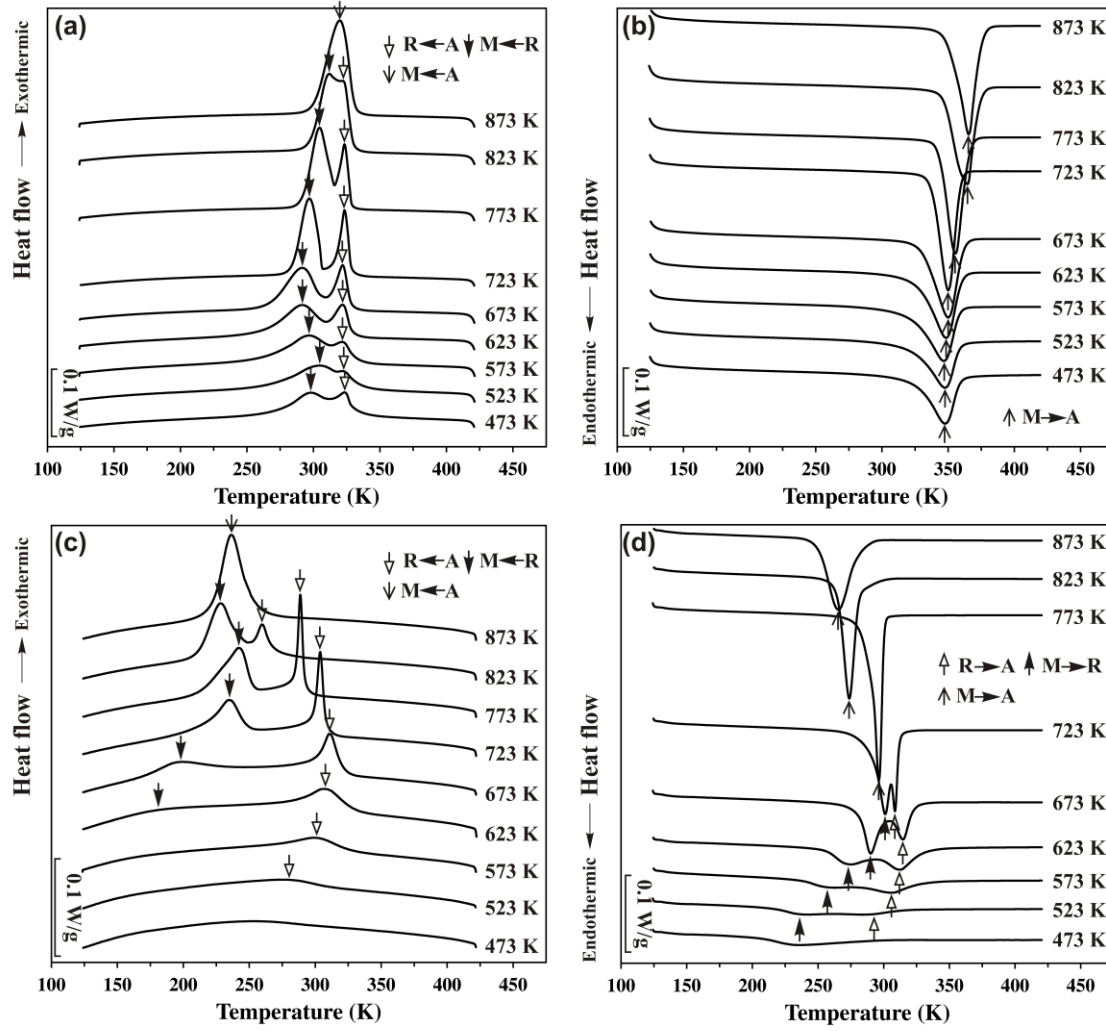 (a)
R←A M←R
M←A
873 K
823 K
773 K
723 K
673 K
623 K
573 K
523 K
473 K
Heat flow → Exothermic
0.1 W/g
100 150 200 250 300 350 400 450
Temperature (K)
(b)
873 K
823 K
773 K
723 K
673 K
623 K
573 K
523 K
473 K
M→A
Endothermic ← Heat flow
0.1 W/g
100 150 200 250 300 350 400 450
Temperature (K)
(c)
R←A M←R
M←A
873 K
823 K
773 K
723 K
673 K
623 K
573 K
523 K
473 K
Heat flow → Exothermic
0.1 W/g
100 150 200 250 300 350 400 450
Temperature (K)
(d)
873 K
823 K
773 K
R→A M→R
M→A
723 K
673 K
623 K
573 K
523 K
473 K
Endothermic ← Heat flow
0.1 W/g
100 150 200 250 300 350 400 450
Temperature (K)